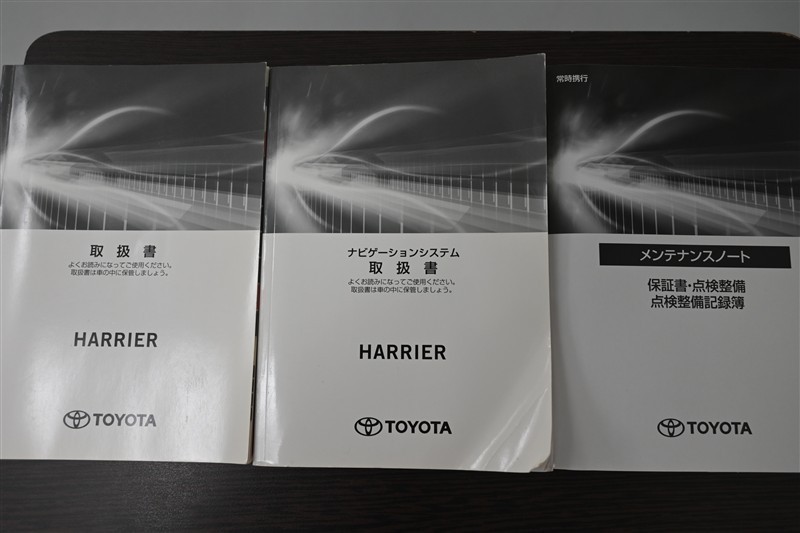 取扱書
よくお読みになってご使用ください。
取扱書は車の中に保管しましょう。
HARRIER
TOYOTA
ナビゲーションシステム
取扱書
よくお読みになってご使用ください。
取扱書は車の中に保管しましょう。
HARRIER
TOYOTA
常時携行
メンテナンスノート
保証書・点検整備
点検整備記録簿
TOYOTA